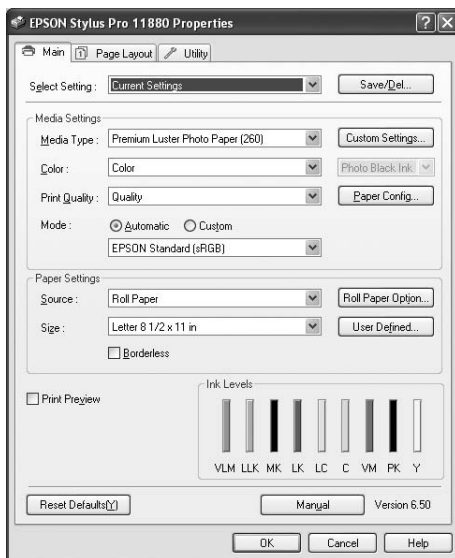 EPSON Stylus Pro 11880 Properties
Main Page Layout Utility
Select Setting : Current Settings Save/Del...
Media Settings
Media Type : Premium Luster Photo Paper (260) Custom Settings...
Color : Color Photo Black Ink
Print Quality : Quality Paper Config...
Mode : Automatic Custom
EPSON Standard (sRGB)
Paper Settings
Source : Roll Paper Roll Paper Option...
Size : Letter 8 1/2 x 11 in User Defined...
Borderless
Print Preview
Ink Levels
VLM LLK MK LK LC C VM PK Y
Reset Defaults(Y) Manual Version 6.50
OK Cancel Help